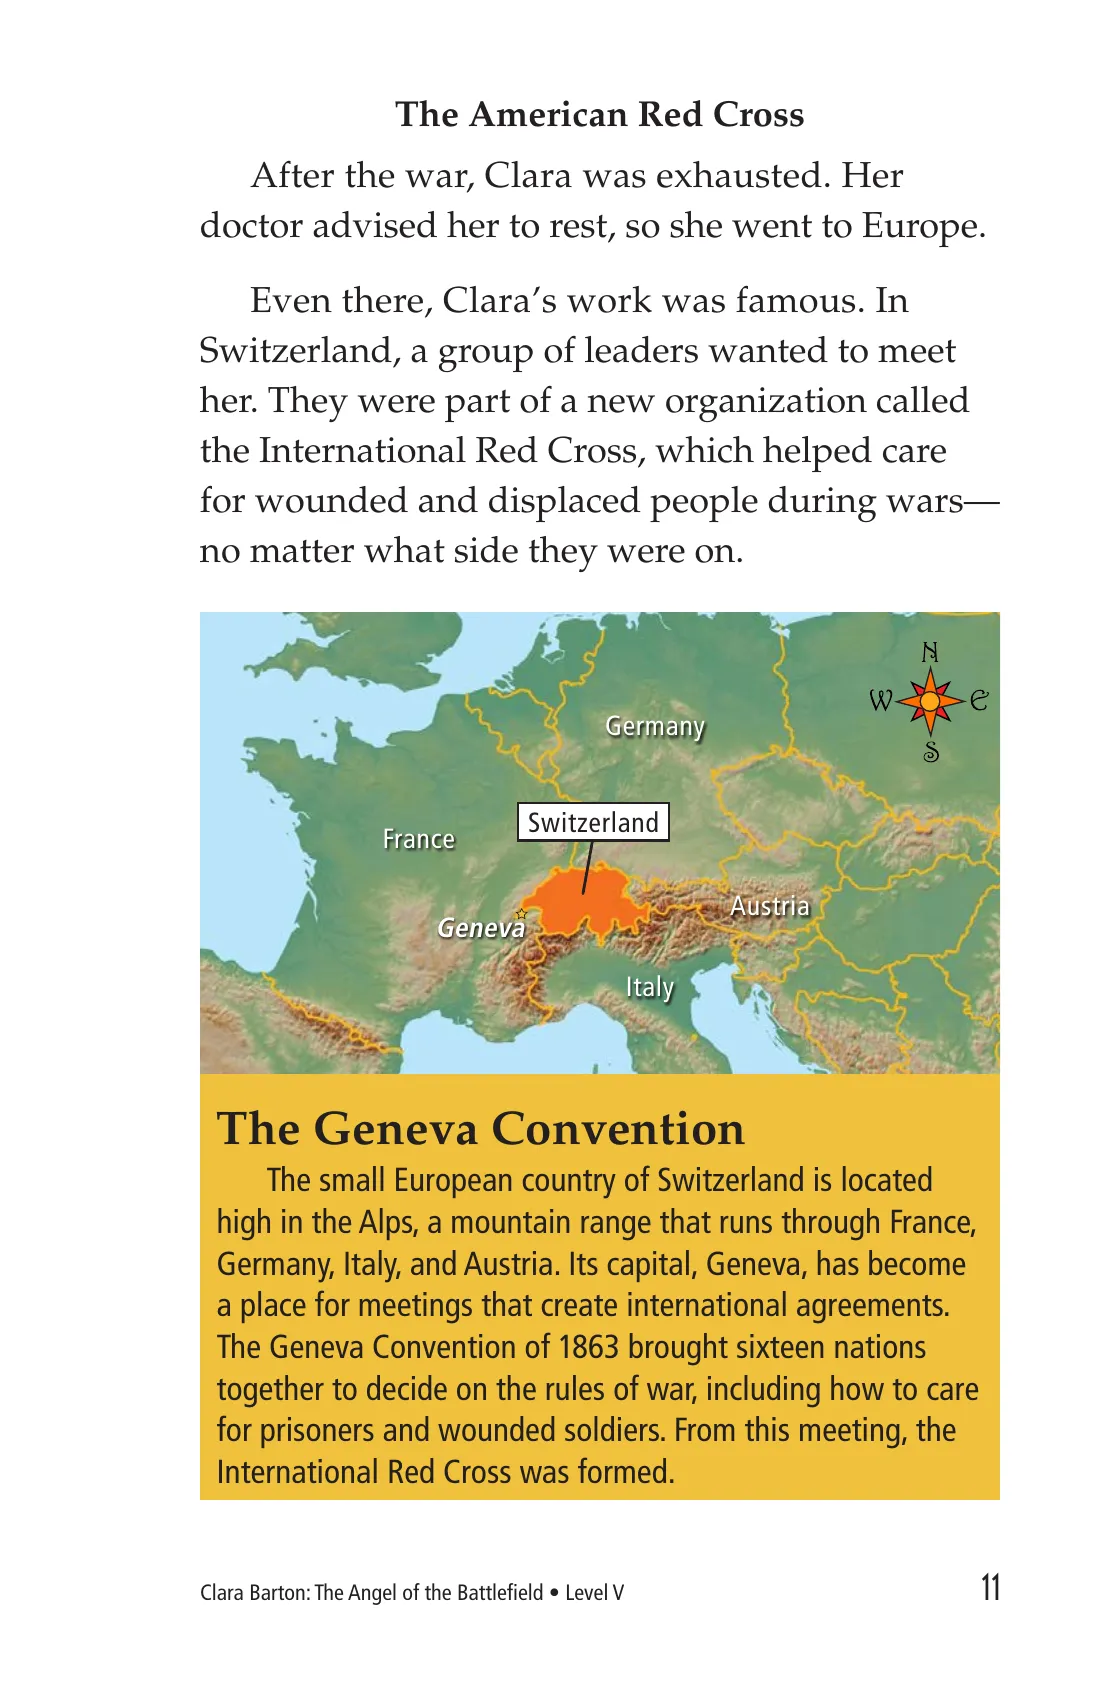 The American Red Cross
After the war, Clara was exhausted. Her
doctor advised her to rest, so she went to Europe.
Even there, Clara’s work was famous. In
Switzerland, a group of leaders wanted to meet
her. They were part of a new organization called
the International Red Cross, which helped care
for wounded and displaced people during wars—
no matter what side they were on.
N
W E
S
Germany
Switzerland
France
Austria
Geneva
Italy
The Geneva Convention
The small European country of Switzerland is located
high in the Alps, a mountain range that runs through France,
Germany, Italy, and Austria. Its capital, Geneva, has become
a place for meetings that create international agreements.
The Geneva Convention of 1863 brought sixteen nations
together to decide on the rules of war, including how to care
for prisoners and wounded soldiers. From this meeting, the
International Red Cross was formed.
Clara Barton: The Angel of the Battlefield • Level V 11